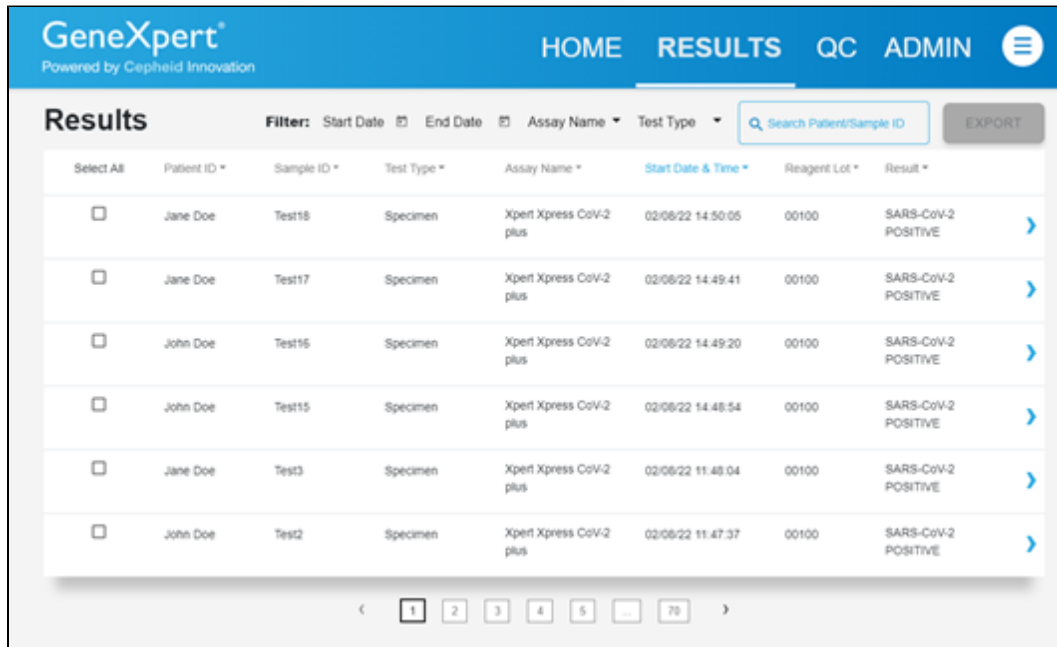 GeneXpert®
Powered by Cepheid Innovation
HOME RESULTS QC ADMIN
Results
Filter: Start Date End Date Assay Name Test Type Search Patient/Sample ID EXPORT
Select All Patient ID Sample ID Test Type Assay Name Start Date & Time Reagent Lot Result
Jane Doe Test18 Specimen Xpert Xpress CoV-2 02/08/22 14:50:05 00100 SARS-CoV-2
plus POSITIVE
Jane Doe Test17 Specimen Xpert Xpress CoV-2 02/08/22 14:49:41 00100 SARS-CoV-2
plus POSITIVE
John Doe Test16 Specimen Xpert Xpress CoV-2 02/08/22 14:49:20 00100 SARS-CoV-2
plus POSITIVE
John Doe Test15 Specimen Xpert Xpress CoV-2 02/08/22 14:48:54 00100 SARS-CoV-2
plus POSITIVE
Jane Doe Test3 Specimen Xpert Xpress CoV-2 02/08/22 11:48:04 00100 SARS-CoV-2
plus POSITIVE
John Doe Test2 Specimen Xpert Xpress CoV-2 02/08/22 11:47:37 00100 SARS-CoV-2
plus POSITIVE
1 2 3 4 5 ... 70